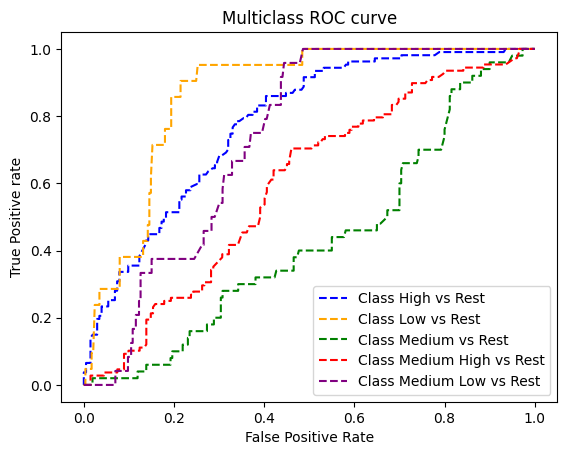 Multiclass ROC curve
True Positive rate
1.0
0.8
0.6
0.4
0.2
0.0
Class High vs Rest
Class Low vs Rest
Class Medium vs Rest
Class Medium High vs Rest
Class Medium Low vs Rest
0.0 0.2 0.4 0.6 0.8 1.0
False Positive Rate